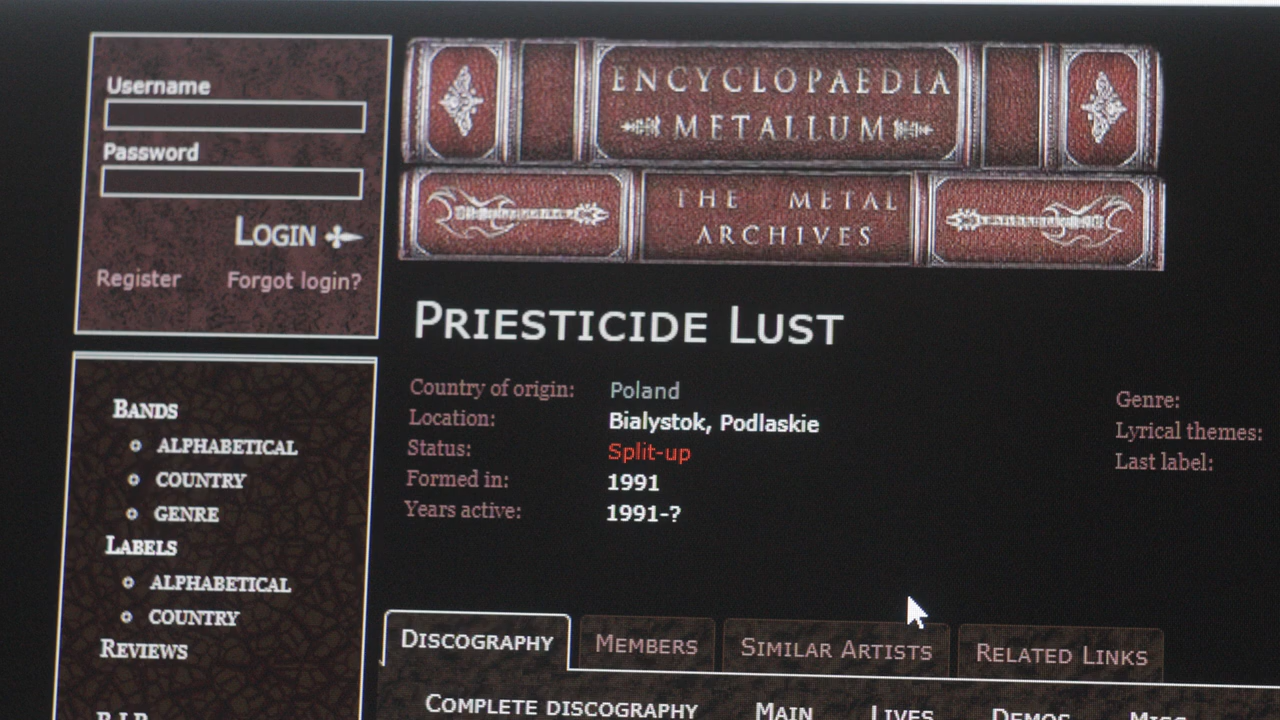 Username
Password
LOGIN
Register Forgot login?
ENCYCLOPAEDIA
METALLUM
THE METAL
ARCHIVES
PRIESTICIDE LUST
Country of origin: Poland
Location: Bialystok, Podlaskie
Status: Split-up
Formed in: 1991
Years active: 1991-?
Genre:
Lyrical themes:
Last label:
BANDS
ALPHABETICAL
COUNTRY
GENRE
LABELS
ALPHABETICAL
COUNTRY
REVIEWS
R.I.P.
DISCOGRAPHY MEMBERS SIMILAR ARTISTS RELATED LINKS
COMPLETE DISCOGRAPHY MAIN LIVES DEMOS MISC.